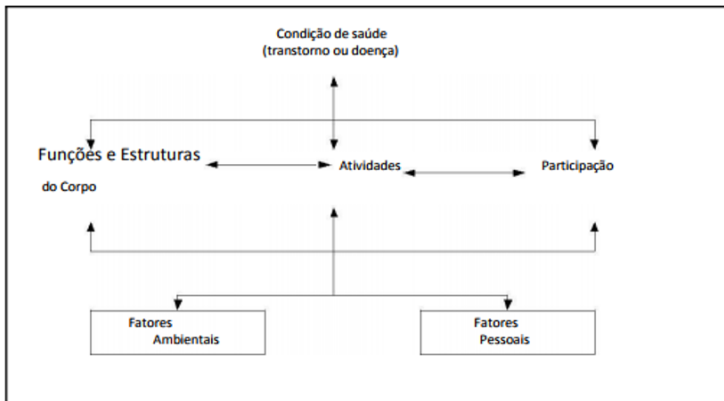 Condição de saúde
(transtorno ou doença)
Funções e Estruturas
do Corpo
Atividades
Participação
Fatores
Ambientais
Fatores
Pessoais